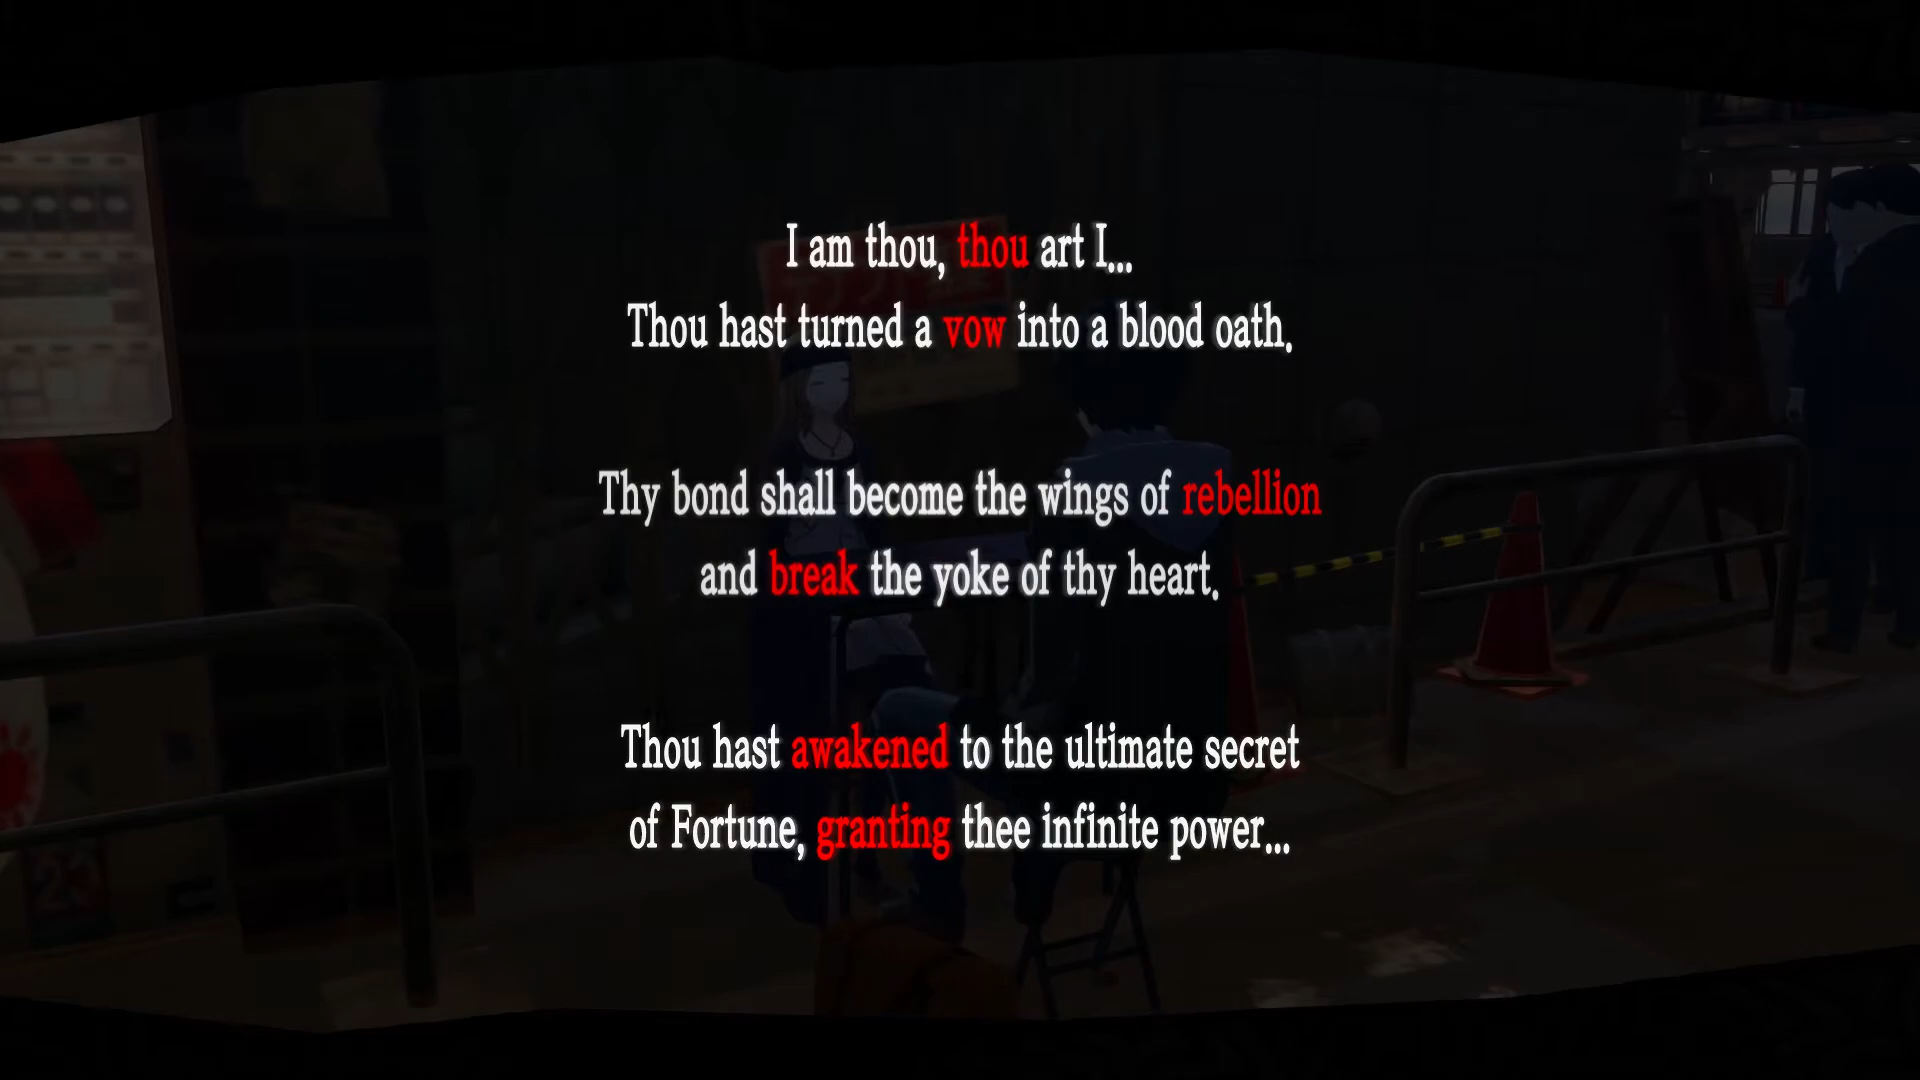 I am thou, thou art I...
Thou hast turned a vow into a blood oath.
Thy bond shall become the wings of rebellion
and break the yoke of thy heart.
Thou hast awakened to the ultimate secret
of Fortune, granting thee infinite power...